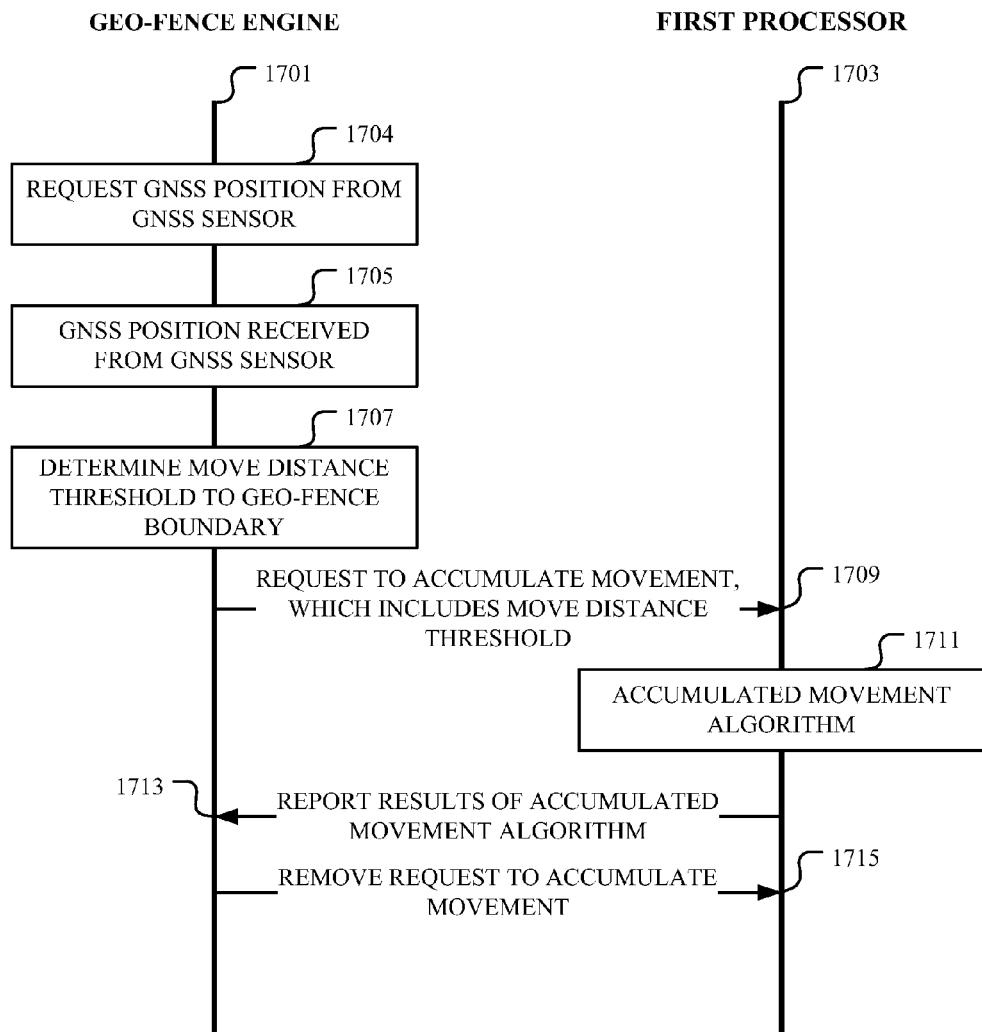 GEO-FENCE ENGINE
FIRST PROCESSOR
1701
1703
1704
REQUEST GNSS POSITION FROM
GNSS SENSOR
1705
GNSS POSITION RECEIVED
FROM GNSS SENSOR
1707
DETERMINE MOVE DISTANCE
THRESHOLD TO GEO-FENCE
BOUNDARY
REQUEST TO ACCUMULATE MOVEMENT,
WHICH INCLUDES MOVE DISTANCE
THRESHOLD
1709
1711
ACCUMULATED MOVEMENT
ALGORITHM
1713
REPORT RESULTS OF ACCUMULATED
MOVEMENT ALGORITHM
1715
REMOVE REQUEST TO ACCUMULATE
MOVEMENT